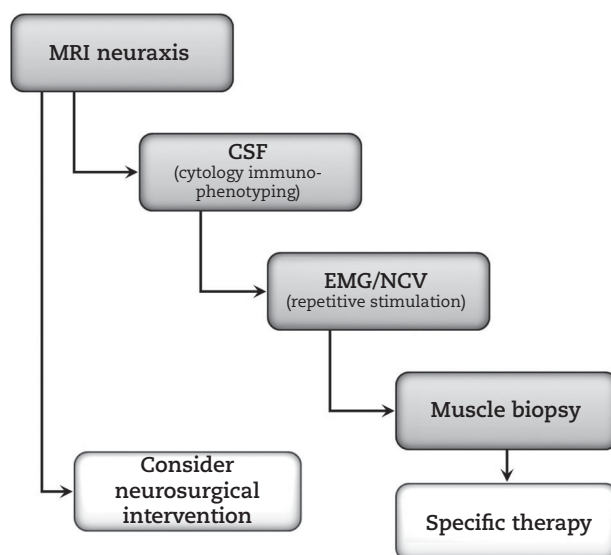 MRI neuraxis
CSF
(cytology immuno-
phenotyping)
EMG/NCV
(repetitive stimulation)
Muscle biopsy
Consider
neurosurgical
intervention
Specific therapy